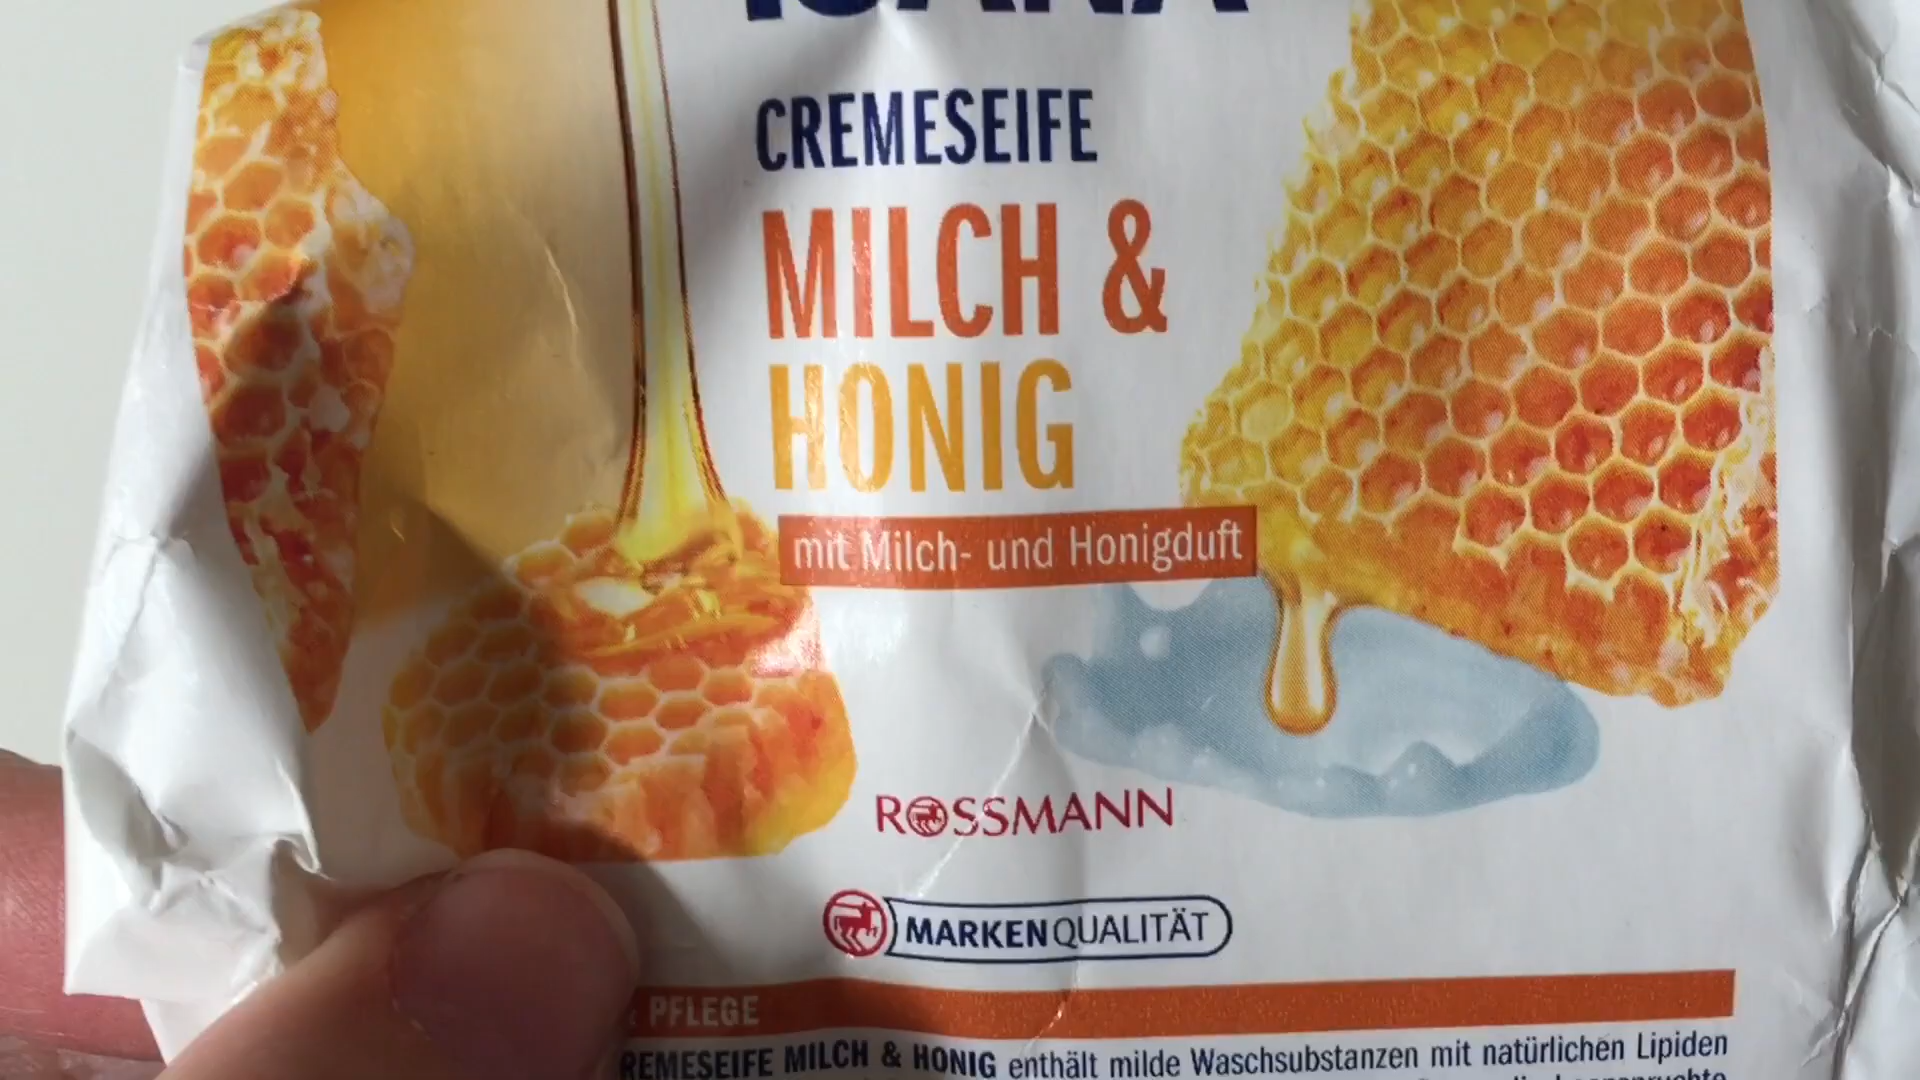 ISANA
CREMESEIFE
MILCH &
HONIG
mit Milch- und Honigduft
ROSSMANN
MARKENQUALITÄT
PFLEGE
REMESEIFE MILCH & HONIG enthält milde Waschsubstanzen mit natürlichen Lipiden